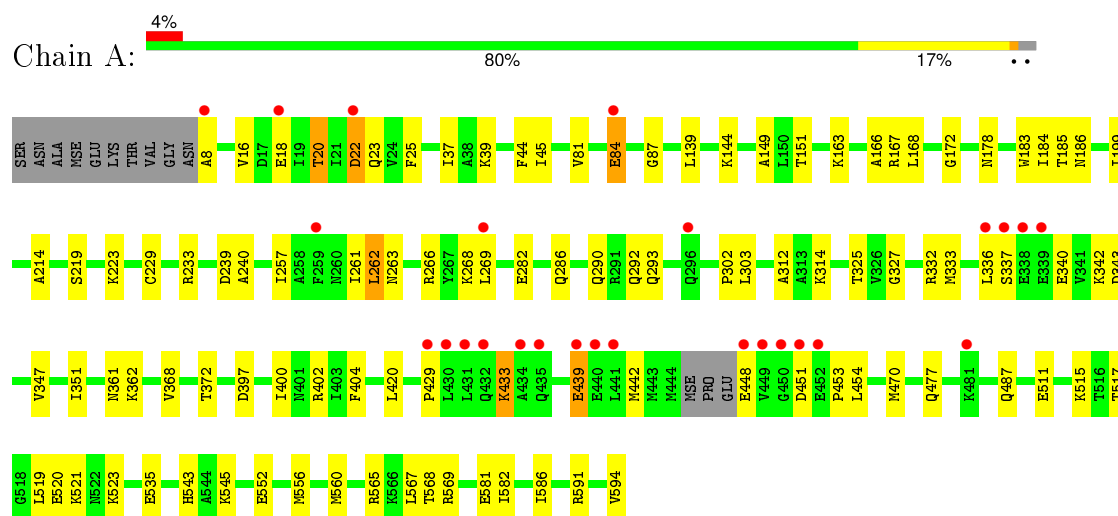 4%
Chain A:
80% 17% • •
SER ASN ALA MSE GLU LYS THR VAL GLY ASN A8 V16 D17 E18 I19 T20 I21 D22 Q23 V24 F25 I37 A38 K39 F44 I45 V81 E84 G87 L139 K144 A149 L150 T151 K163 A166 R167 L168 G172 N178 W183 I184 T185 N186
A214 S219 K223 C229 R233 D239 A240 I257 A258 F259 N260 I261 L262 N263 R266 Y267 K268 L269 E282 Q286 Q290 R291 Q292 Q293 Q296 P302 L303 A312 A313 K314 T325 V326 G327 R332 M333 L336 S337 E338 E339 E340 V341 K342
V347 I351 N361 K362 V368 T372 D397 I400 N401 R402 I403 F404 L420 P429 L430 L431 Q432 K433 A434 Q435 E439 E440 L441 M442 M443 M444 MSE PRO GLU E448 V449 G450 D451 E452 P453 L454 M470 Q477 K481 Q487 E511 K515 T516 T517
G518 L519 E520 K521 N522 K523 E535 H543 A544 K545 E552 M556 M560 R565 K566 L567 T568 R569 E581 I582 I586 R591 V594